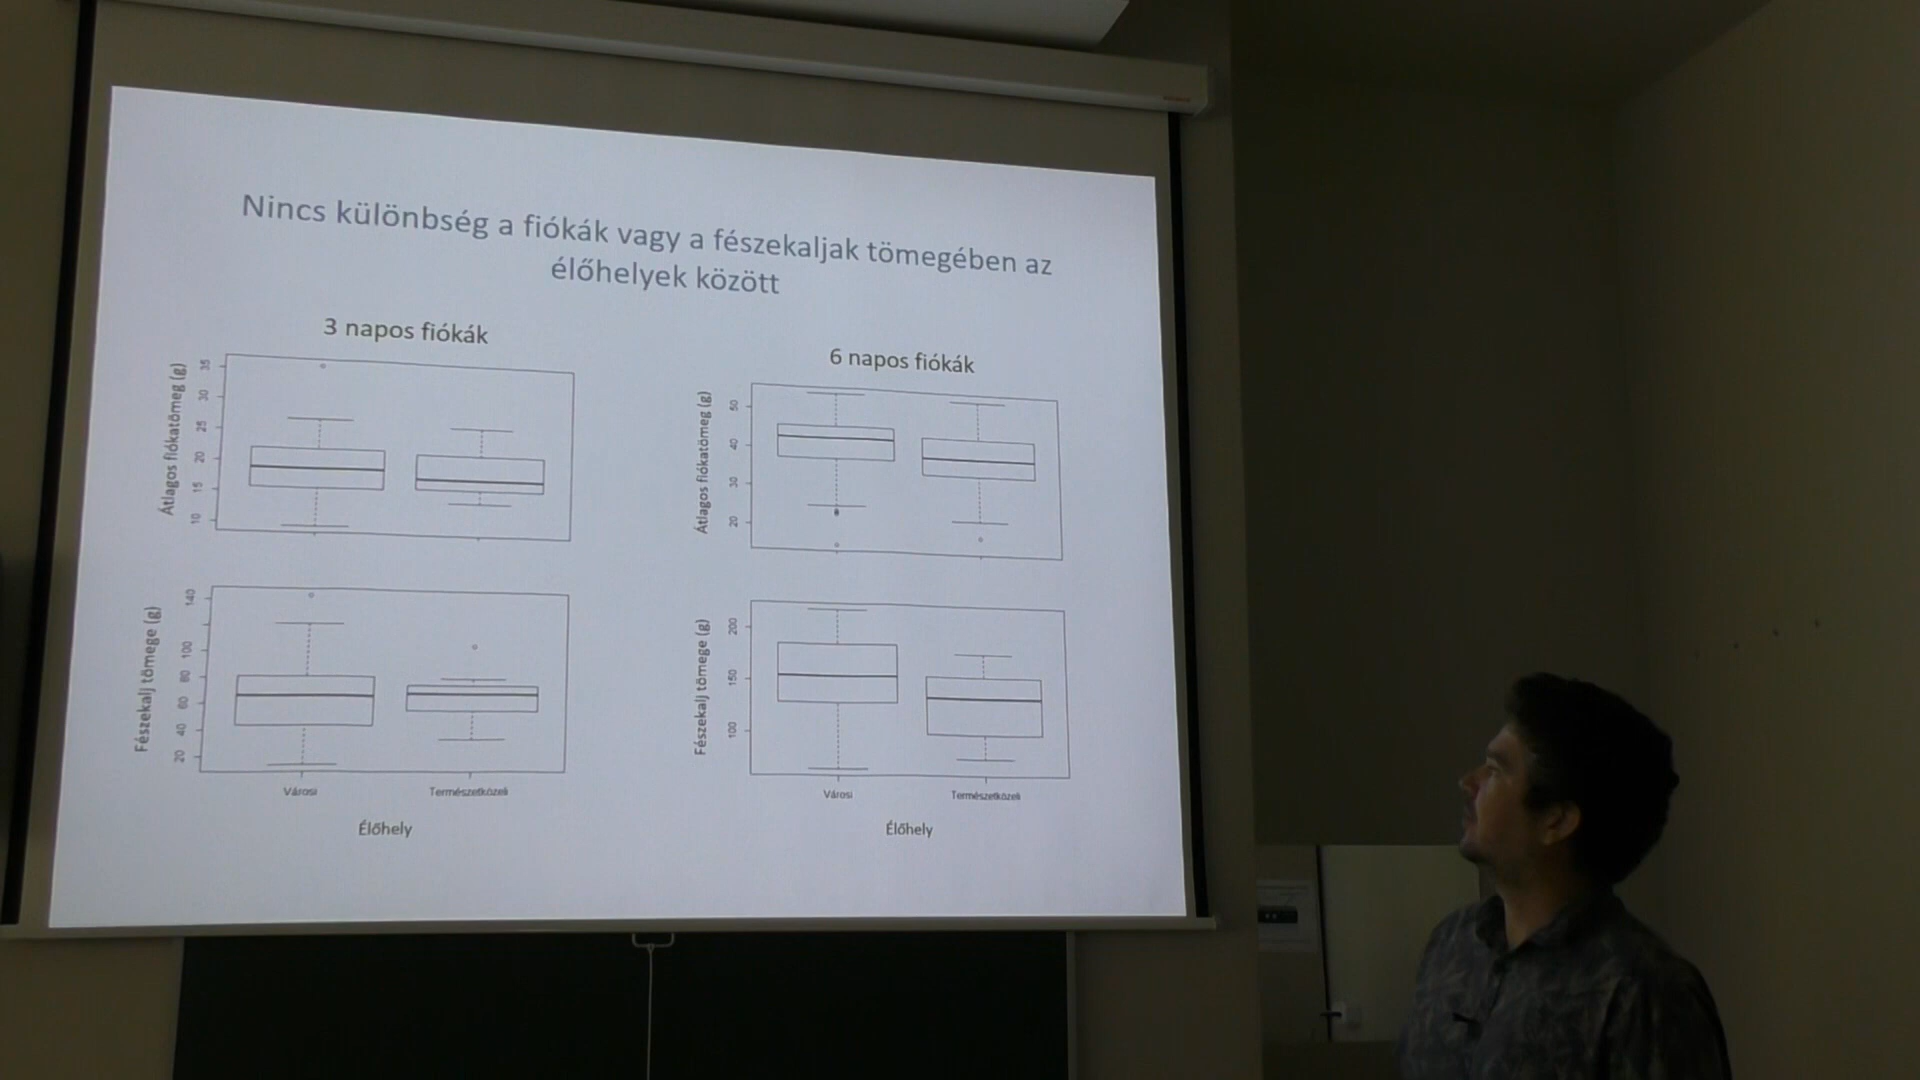 Nincs különbség a fiókák vagy a fészekaljak tömegében az
élőhelyek között
3 napos fiókák
6 napos fiókák
Átlagos fiókatömeg (g)
35
30
25
20
15
10
Átlagos fiókatömeg (g)
50
40
30
20
Fészekalj tömege (g)
140
100
80
60
40
20
Városi
Természetközeli
Élőhely
Fészekalj tömege (g)
200
150
100
Városi
Természetközeli
Élőhely